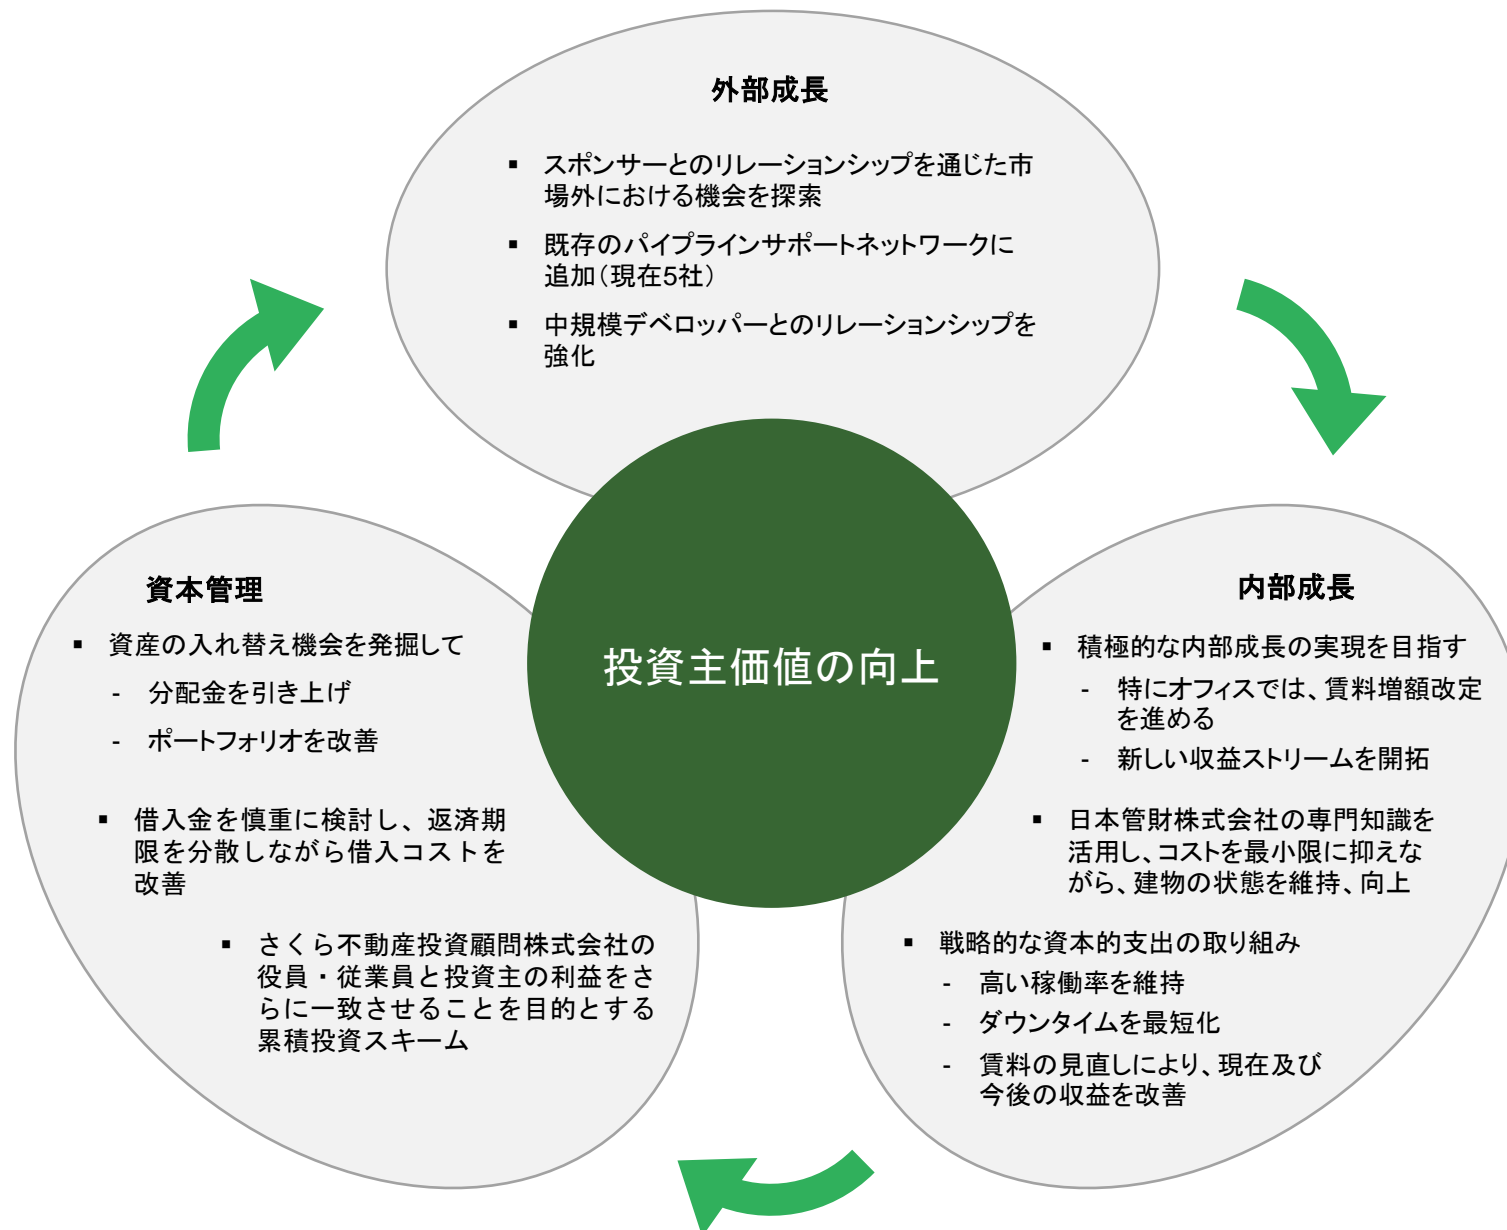 外部成長
▪ スポンサーとのリレーションシップを通じた市
場外における機会を探索
▪ 既存のパイプラインサポートネットワークに
追加（現在5社）
▪ 中規模デベロッパーとのリレーションシップを
強化
投資主価値の向上
資本管理
▪ 資産の入れ替え機会を発掘して
- 分配金を引き上げ
- ポートフォリオを改善
▪ 借入金を慎重に検討し、返済期
限を分散しながら借入コストを
改善
▪ さくら不動産投資顧問株式会社の
役員・従業員と投資主の利益をさ
らに一致させることを目的とする
累積投資スキーム
内部成長
▪ 積極的な内部成長の実現を目指す
- 特にオフィスでは、賃料増額改定
を進める
- 新しい収益ストリームを開拓
▪ 日本管財株式会社の専門知識を
活用し、コストを最小限に抑えな
がら、建物の状態を維持、向上
▪ 戦略的な資本的支出の取り組み
- 高い稼働率を維持
- ダウンタイムを最短化
- 賃料の見直しにより、現在及び
今後の収益を改善